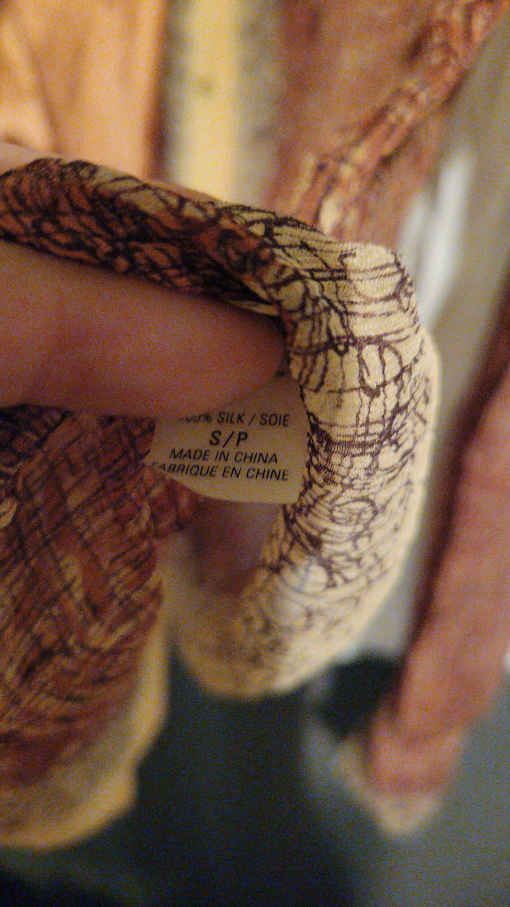 % SILK / SOIE
S/P
MADE IN CHINA
FABRIQUE EN CHINE